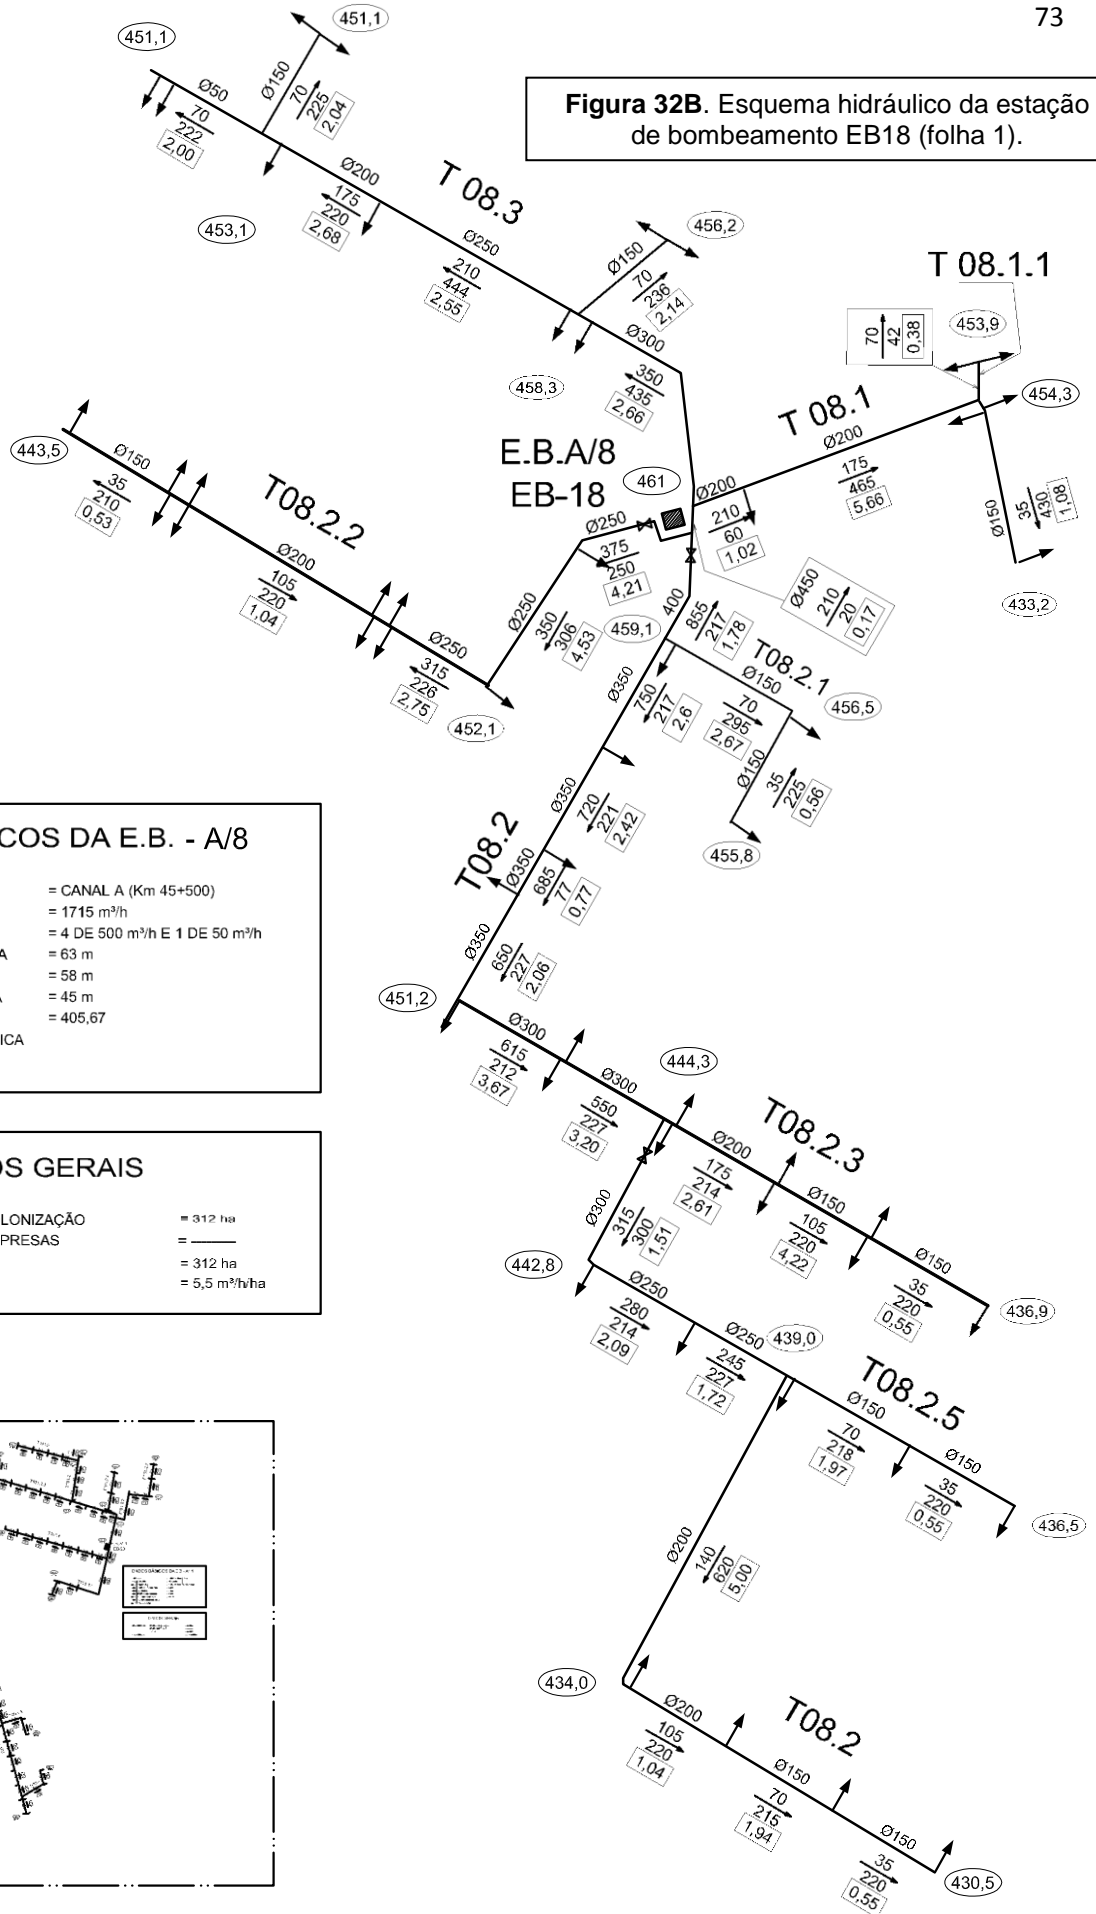 73
Figura 32B. Esquema hidráulico da estação
de bombeamento EB18 (folha 1).
451,1
451,1
Ø50
70
222
2,00
Ø150
70
225
2,04
453,1
Ø200
175
220
2,68
T 08.3
Ø250
210
444
2,55
456,2
Ø150
70
236
2,14
Ø300
350
435
2,66
458,3
T 08.1.1
70
42
0,38
453,9
454,3
T 08.1
Ø200
175
465
5,66
Ø200
210
60
1,02
Ø150
35
430
1,08
433,2
E.B.A/8
EB-18
461
443,5
Ø150
35
210
0,53
T08.2.2
Ø200
105
220
1,04
Ø250
315
226
2,75
452,1
Ø250
375
250
4,21
Ø250
350
306
4,53
Ø450
210
20
0,17
400
855
217
1,78
459,1
T08.2.1
Ø150
70
295
2,67
456,5
Ø150
35
225
0,56
455,8
Ø350
750
217
2,6
Ø350
720
221
2,42
T08.2
Ø350
685
77
0,77
Ø350
650
227
2,06
451,2
COS DA E.B. - A/8
= CANAL A (Km 45+500)
= 1715 m³/h
= 4 DE 500 m³/h E 1 DE 50 m³/h
A = 63 m
= 58 m
= 45 m
= 405,67
ICA
OS GERAIS
LONIZAÇÃO = 312 ha
PRESAS = ———
= 312 ha
= 5,5 m³/h/ha
Ø300
615
212
3,67
Ø300
550
227
3,20
444,3
T08.2.3
Ø200
175
214
2,61
Ø150
105
220
4,22
Ø150
35
220
0,55
436,9
Ø300
315
300
1,51
442,8
Ø250
280
214
2,09
Ø250
439,0
245
227
1,72
T08.2.5
Ø150
70
218
1,97
Ø150
35
220
0,55
436,5
Ø200
140
620
5,00
434,0
T08.2
Ø200
105
220
1,04
Ø150
70
215
1,94
Ø150
35
220
0,55
430,5